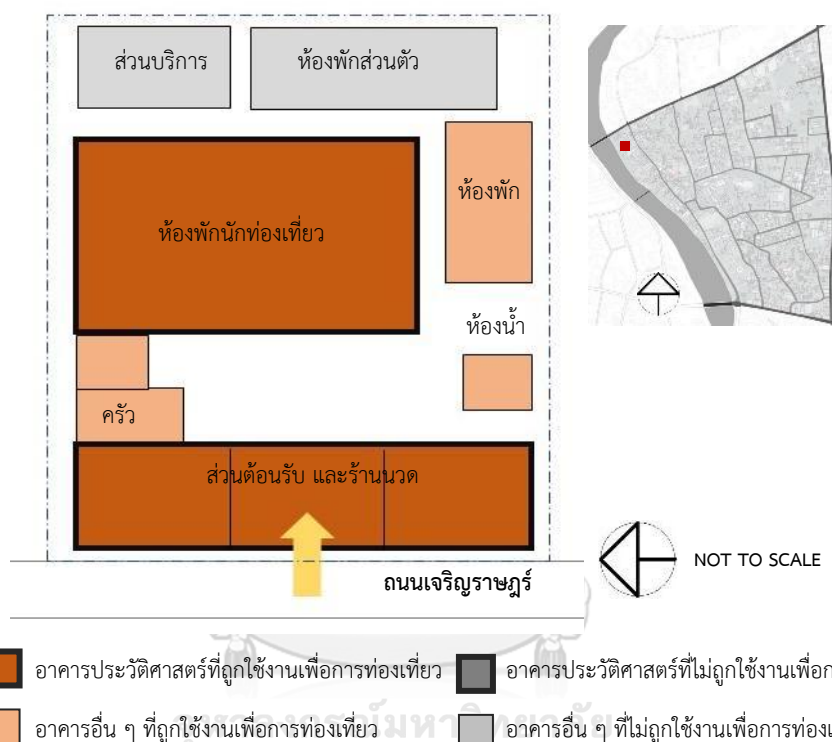 ส่วนบริการ
ห้องพักส่วนตัว
ห้องพัก
ห้องพักนักท่องเที่ยว
ห้องน้ำ
ครัว
ส่วนต้อนรับ และร้านนวด
NOT TO SCALE
ถนนเจริญราษฎร์
อาคารประวัติศาสตร์ที่ถูกใช้งานเพื่อการท่องเที่ยว
อาคารประวัติศาสตร์ที่ไม่ถูกใช้งานเพื่อก
อาคารอื่น ๆ ที่ถูกใช้งานเพื่อการท่องเที่ยว
อาคารอื่น ๆ ที่ไม่ถูกใช้งานเพื่อการท่องเ